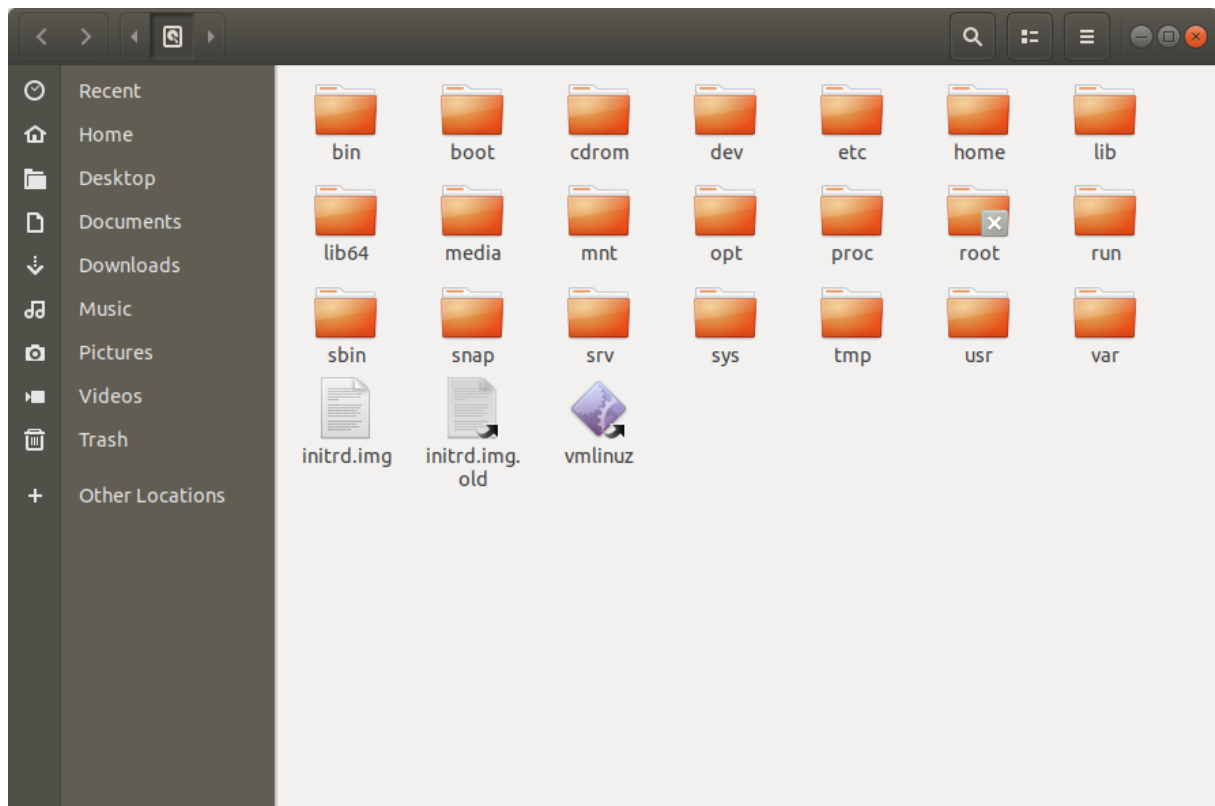 Recent
Home
Desktop
Documents
Downloads
Music
Pictures
Videos
Trash
Other Locations
bin boot cdrom dev etc home lib
lib64 media mnt opt proc root run
sbin snap srv sys tmp usr var
initrd.img initrd.img. vmlinuz
old